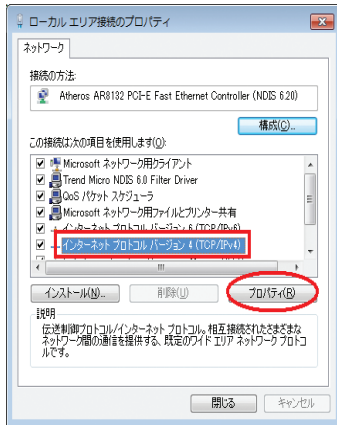 ローカル エリア接続のプロパティ
ネットワーク
接続の方法:
Atheros AR8132 PCI-E Fast Ethernet Controller (NDIS 6.20)
構成(C)...
この接続は次の項目を使用します(O):
Microsoft ネットワーク用クライアント
Trend Micro NDIS 6.0 Filter Driver
QoS パケット スケジューラ
Microsoft ネットワーク用ファイルとプリンター共有
インターネット プロトコル バージョン 6 (TCP/IPv6)
インターネット プロトコル バージョン 4 (TCP/IPv4)
インストール(N)...
削除(U)
プロパティ(R)
説明
伝送制御プロトコル/インターネット プロトコル。相互接続されたさまざまな
ネットワーク間の通信を提供する、既定のワイド エリア ネットワーク プロトコ
ルです。
閉じる
キャンセル